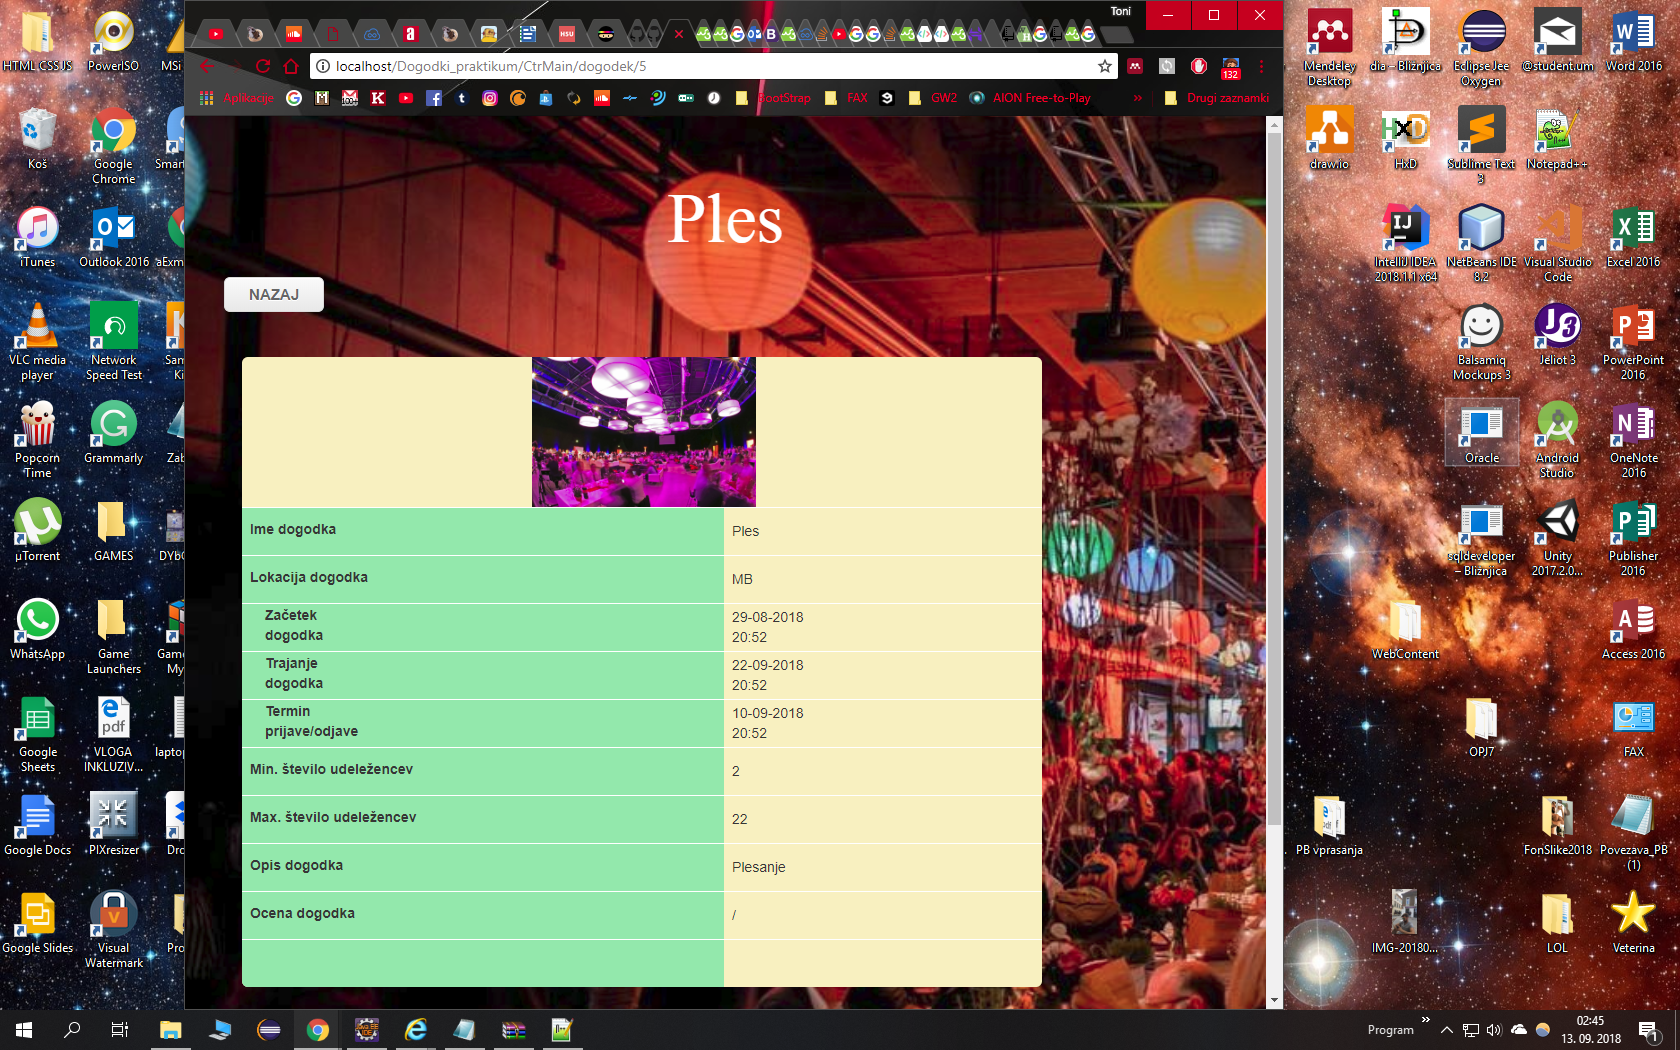 Toni
localhost/Dogodki_praktikum/CtrMain/dogodek/5
132
Aplikacije
BootStrap
FAX
GW2
AION Free-to-Play
»
Drugi zaznamki
Ples
NAZAJ
Ime dogodka
Ples
Lokacija dogodka
MB
Začetek
dogodka
29-08-2018
20:52
Trajanje
dogodka
22-09-2018
20:52
Termin
prijave/odjave
10-09-2018
20:52
Min. število udeležencev
2
Max. število udeležencev
22
Opis dogodka
Plesanje
Ocena dogodka
/
HTML CSS JS
PowerISO
MSi
Koš
Google
Chrome
Smar
iTunes
Outlook 2016
aExm
VLC media
player
Network
Speed Test
San
Ki
Popcorn
Time
Grammarly
Zab
µTorrent
GAMES
DYb
WhatsApp
Game
Launchers
Gam
My
Google
Sheets
VLOGA
INKLUZIV...
laptop
Google Docs
PIXresizer
Dro
Google Slides
Visual
Watermark
Pro
Mendeley
Desktop
dia – Bližnjica
Eclipse Jee
Oxygen
@student.um
Word 2016
draw.io
HxD
Sublime Text
3
Notepad++
IntelliJ IDEA
2018.1.1 x64
NetBeans IDE
8.2
Visual Studio
Code
Excel 2016
Balsamiq
Mockups 3
Jeliot 3
PowerPoint
2016
Oracle
Android
Studio
OneNote
2016
sqldeveloper
– Bližnjica
Unity
2017.2.0...
Publisher
2016
WebContent
Access 2016
OPJ7
FAX
PB vprasanja
FonSlike2018
Povezava_PB
(1)
IMG-20180...
LOL
Veterina
Program
»
02:45
13. 09. 2018
1